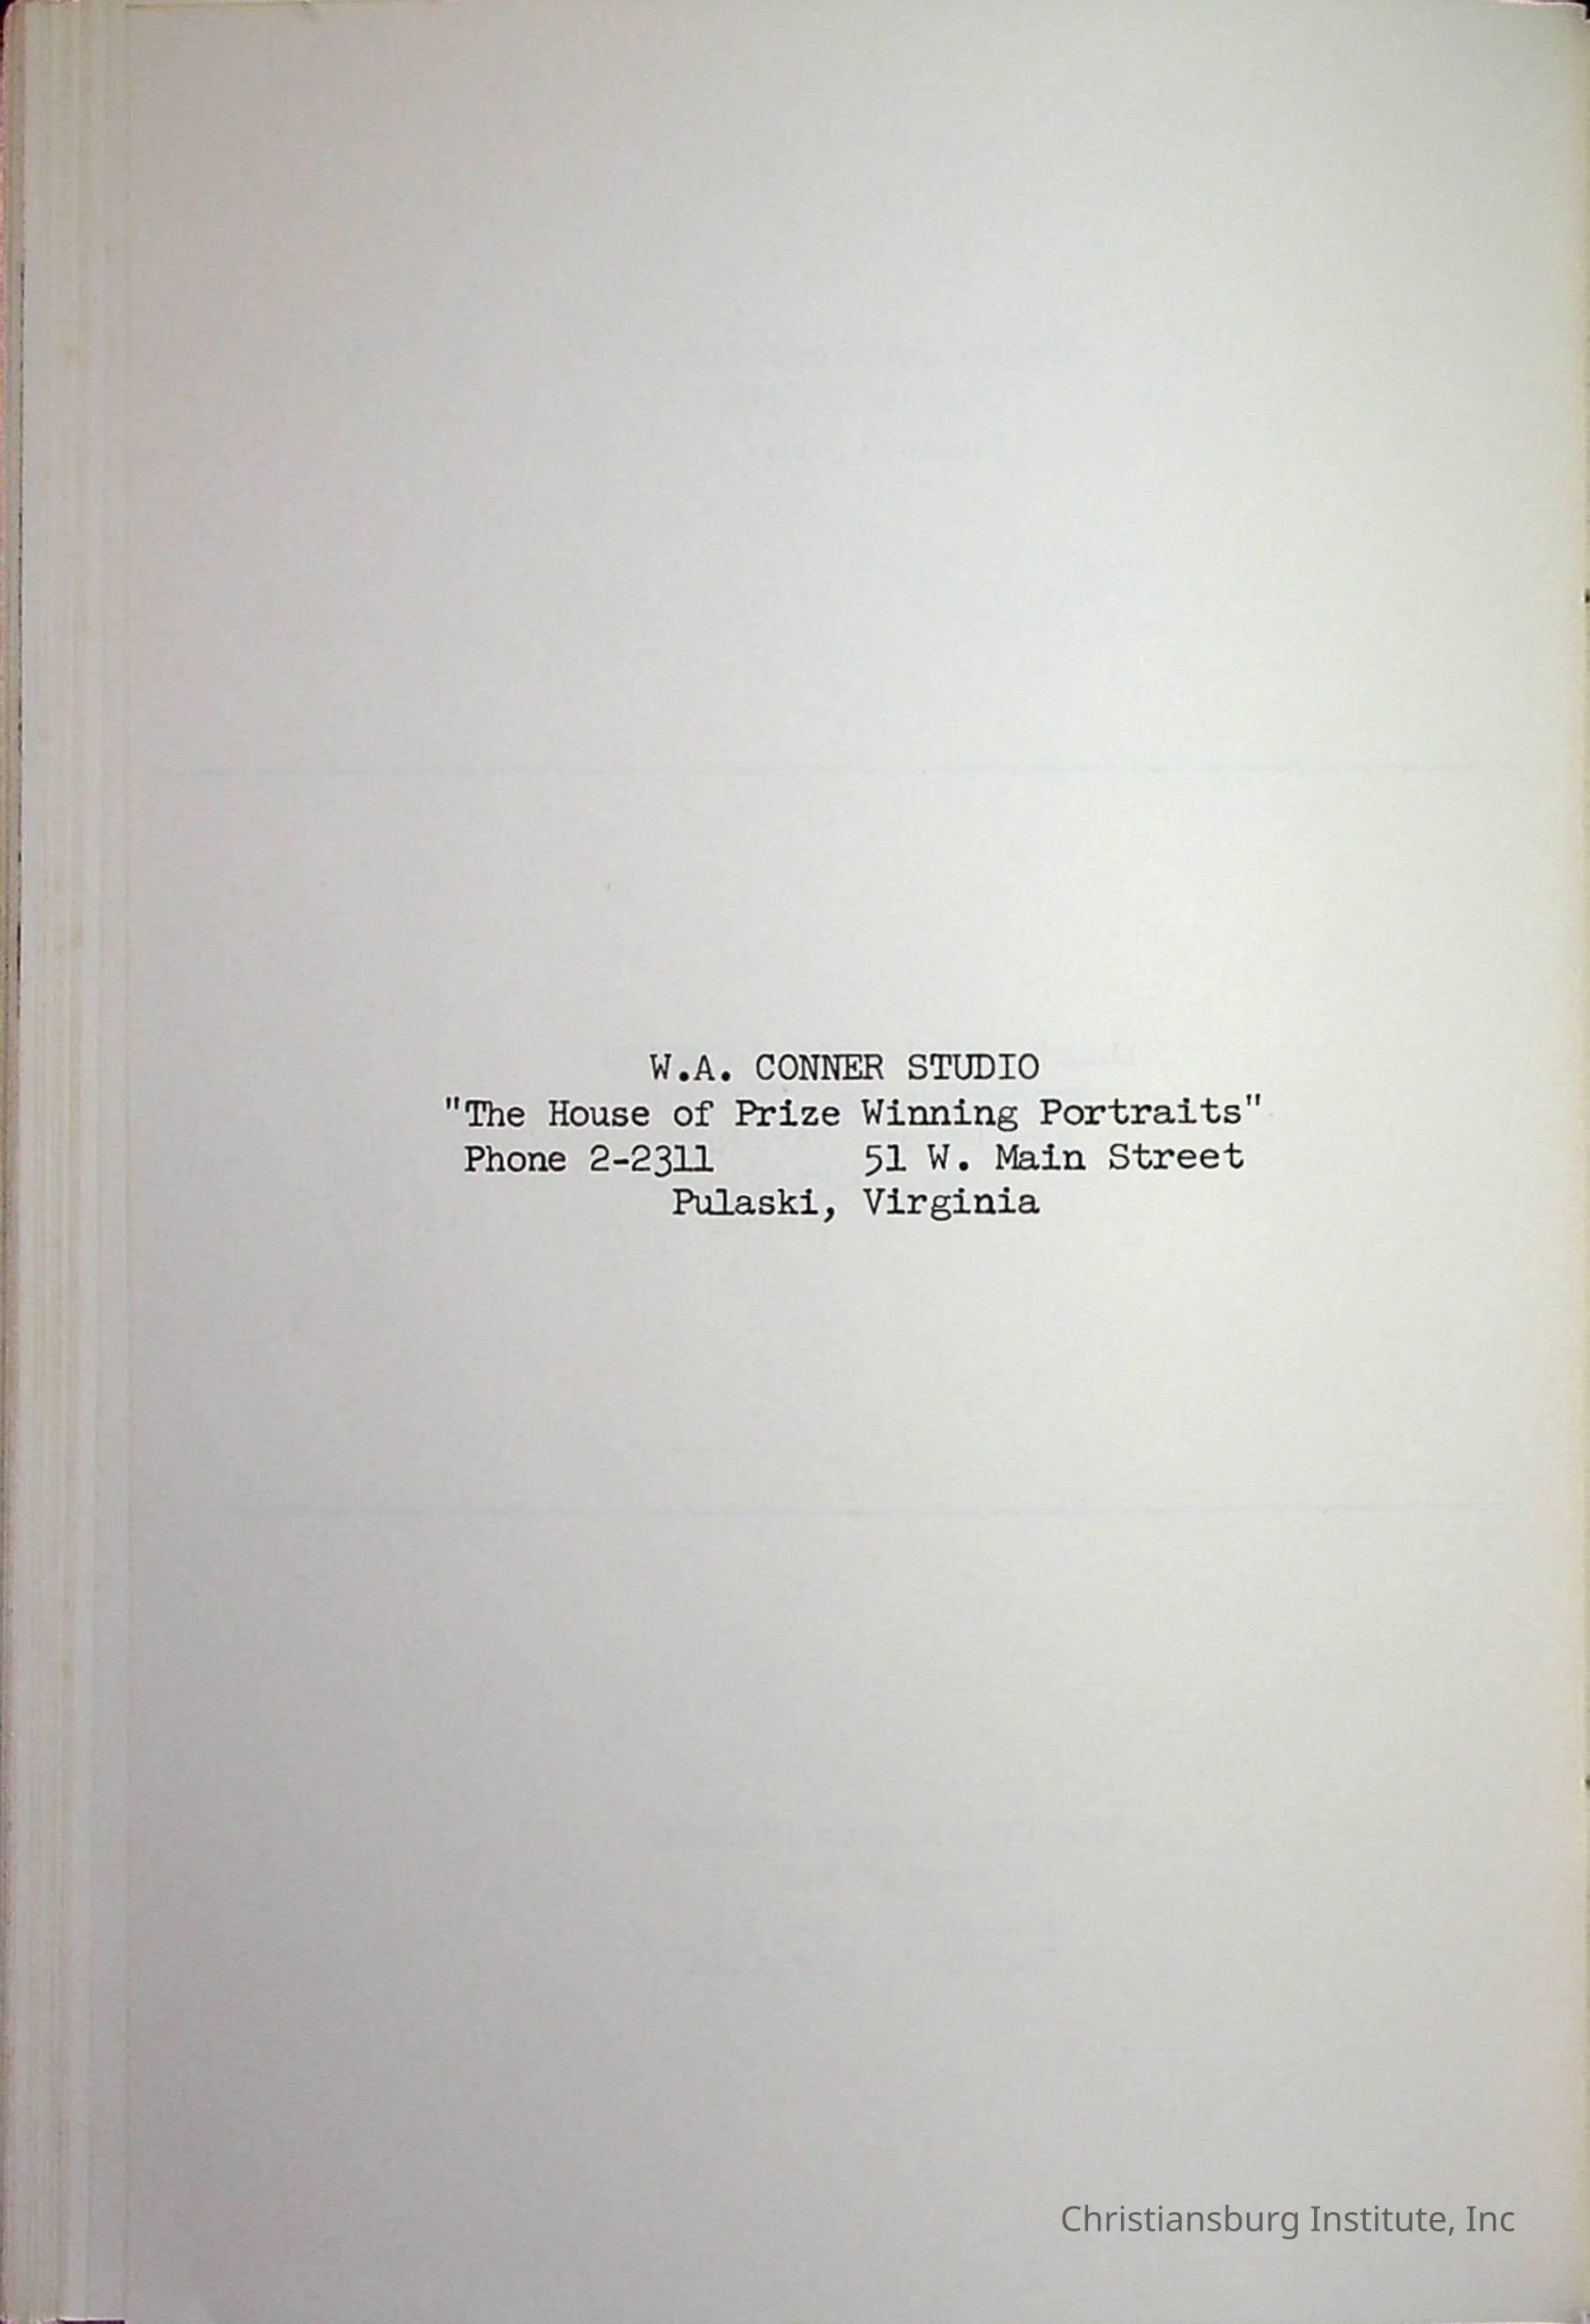 W.A. CONNER STUDIO
"The House of Prize Winning Portraits"
Phone 2-2311 51 W. Main Street
Pulaski, Virginia
Christiansburg Institute, Inc